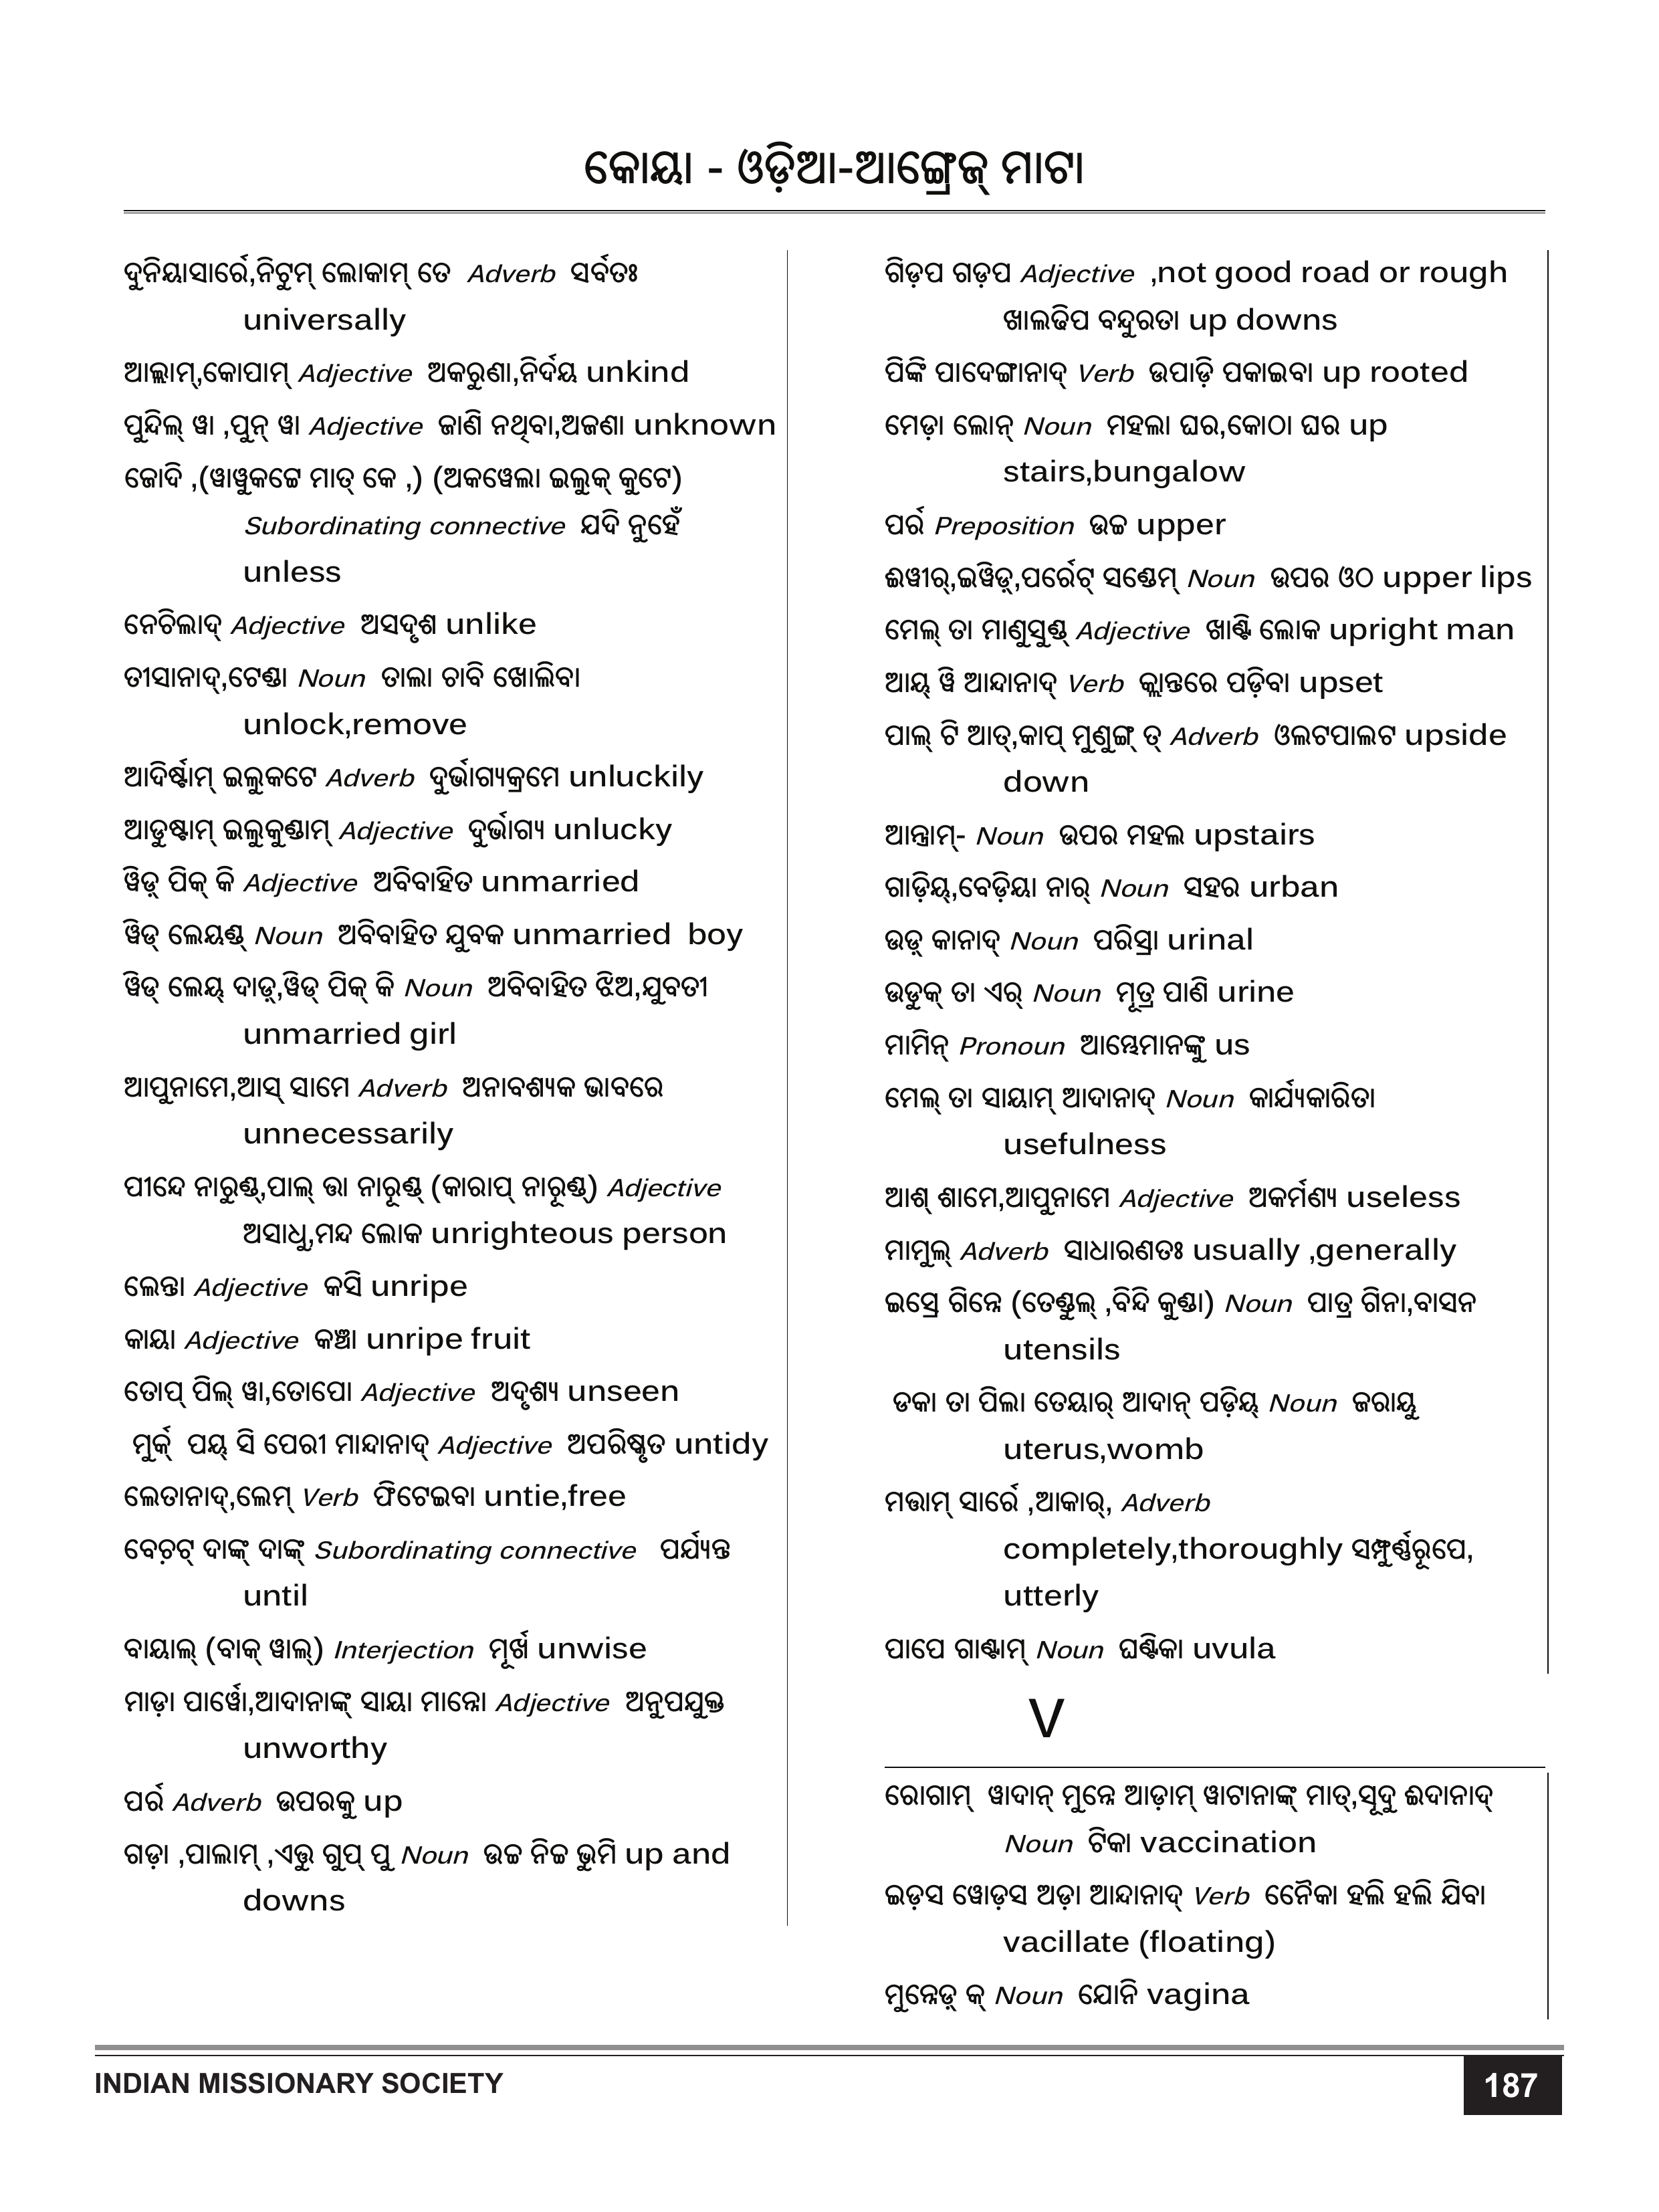 କୋୟା - ଓଡ଼ିଆ-ଆଙ୍ଗ୍ରେଜ୍ ମାଟା
ଦୁନିୟାସାର୍ରେ,ନିଟୁମ୍ ଲୋକାମ୍ ତେ Adverb ସର୍ବତଃ
universally
ଆଲ୍ଲାମ୍,କୋପାମ୍ Adjective ଅକରୁଣା,ନିର୍ଦୟ unkind
ପୁନ୍ଦିଲ୍ ୱା ,ପୁନ୍ ୱା Adjective ଜାଣି ନଥିବା,ଅଜଣା unknown
ଜୋଦି ,(ୱାୱୁକଟ୍ଟେ ମାତ୍ କେ ,) (ଅକୱେଲା ଇଲୁକ୍ କୁଟେ)
Subordinating connective ଯଦି ନୁହେଁ
unless
ନେଚିଲାଦ୍ Adjective ଅସଦୃଶ unlike
ତୀସାନାଦ୍,ଟେଣ୍ଡା Noun ତାଲା ଚାବି ଖୋଲିବା
unlock,remove
ଆଦିର୍ଷ୍ଟାମ୍ ଇଲୁକଟେ Adverb ଦୁର୍ଭାଗ୍ୟକ୍ରମେ unluckily
ଆଡୁଷ୍ଟାମ୍ ଇଲୁକୁଣ୍ଡାମ୍ Adjective ଦୁର୍ଭାଗ୍ୟ unlucky
ୱିଡ଼୍ ପିକ୍ କି Adjective ଅବିବାହିତ unmarried
ୱିଡ୍ ଲେୟଣ୍ଡ୍ Noun ଅବିବାହିତ ଯୁବକ unmarried boy
ୱିଡ୍ ଲେୟ୍ ଦାଡ଼୍,ୱିଡ୍ ପିକ୍ କି Noun ଅବିବାହିତ ଝିଅ,ଯୁବତୀ
unmarried girl
ଆପୁନାମେ,ଆସ୍ ସାମେ Adverb ଅନାବଶ୍ୟକ ଭାବରେ
unnecessarily
ପୀନ୍ଦେ ନାରୁଣ୍ଡ୍,ପାଲ୍ ଭା ନାରୂଣ୍ଡ୍ (କାରାପ୍ ନାରୂଣ୍ଡ୍) Adjective
ଅସାଧୁ,ମନ୍ଦ ଲୋକ unrighteous person
ଲେନ୍ତା Adjective କସି unripe
କାୟା Adjective କଞ୍ଚା unripe fruit
ତୋପ୍ ପିଲ୍ ୱା,ତୋପୋ Adjective ଅଦୃଶ୍ୟ unseen
ମୁର୍କ୍ ପୟ୍ ସି ପେରୀ ମାନ୍ଦାନାଦ୍ Adjective ଅପରିଷ୍କୃତ untidy
ଲେତାନାଦ୍,ଲେମ୍ Verb ଫିଟେଇବା untie,free
ବେଚ଼ଟ୍ ଦାଙ୍କ୍ ଦାଙ୍କ୍ Subordinating connective ପର୍ଯ୍ୟନ୍ତ
until
ବାୟାଲ୍ (ବାକ୍ ୱାଲ୍) Interjection ମୂର୍ଖ unwise
ମାଡ଼ା ପାର୍ୱୋ,ଆଦାନାଙ୍କ୍ ସାୟା ମାନ୍ନୋ Adjective ଅନୁପଯୁକ୍ତ
unworthy
ପର୍ର Adverb ଉପରକୁ up
ଗଡ଼ା ,ପାଲାମ୍ ,ଏତ୍ତୁ ଗୁପ୍ ପୁ Noun ଉଚ୍ଚ ନିଚ୍ଚ ଭୁମି up and
downs
ଗିଡ଼ପ ଗଡ଼ପ Adjective ,not good road or rough
ଖାଲଢିପ ବନ୍ଦୁରତା up downs
ପିଙ୍କି ପାଦେଙ୍ଗାନାଦ୍ Verb ଉପାଡ଼ି ପକାଇବା up rooted
ମେଡ଼ା ଲୋନ୍ Noun ମହଲା ଘର,କୋଠା ଘର up
stairs,bungalow
ପର୍ର Preposition ଉଚ୍ଚ upper
ଈୱୀର୍,ଇୱିଡ଼୍,ପର୍ରେଟ୍ ସଣ୍ଡେମ୍ Noun ଉପର ଓଠ upper lips
ମେଲ୍ ତା ମାଣୁସୁଣ୍ଡ୍ Adjective ଖାଣ୍ଟି ଲୋକ upright man
ଆୟ୍ ୱି ଆନ୍ଦାନାଦ୍ Verb କ୍ଲାନ୍ତରେ ପଡ଼ିବା upset
ପାଲ୍ ଟି ଆତ୍,କାପ୍ ମୁଣୁଙ୍ଗ୍ ତ୍ Adverb ଓଲଟପାଲଟ upside
down
ଆନ୍ତ୍ରାମ୍- Noun ଉପର ମହଲ upstairs
ଗାଡ଼ିୟ୍,ବେଡ଼ିୟା ନାର୍ Noun ସହର urban
ଉଡ଼୍ କାନାଦ୍ Noun ପରିସ୍ରା urinal
ଉଡୁକ୍ ତା ଏର୍ Noun ମୂତ୍ର ପାଣି urine
ମାମିନ୍ Pronoun ଆମ୍ଭେମାନଙ୍କୁ us
ମେଲ୍ ତା ସାୟାମ୍ ଆଦାନାଦ୍ Noun କାର୍ଯ୍ୟକାରିତା
usefulness
ଆଶ୍ ଶାମେ,ଆପୁନାମେ Adjective ଅକର୍ମଣ୍ୟ useless
ମାମୁଲ୍ Adverb ସାଧାରଣତଃ usually ,generally
ଇସ୍ରେ ଗିନ୍ନେ (ତେଣ୍ଡୁଲ୍ ,ବିନ୍ଦି କୁଣ୍ଡା) Noun ପାତ୍ର ଗିନା,ବାସନ
utensils
ଡକା ତା ପିଲା ତେୟାର୍ ଆଦାନ୍ ପଡ଼ିୟ୍ Noun ଜରାୟୁ
uterus,womb
ମତ୍ତାମ୍ ସାର୍ରେ ,ଆକାର୍, Adverb
completely,thoroughly ସମ୍ପୁର୍ଣ୍ଣରୂପେ,
utterly
ପାପେ ଗାଣ୍ଟାମ୍ Noun ଘଣ୍ଟିକା uvula
V
ରୋଗାମ୍ ୱାଦାନ୍ ମୁନ୍ନେ ଆଡ଼ାମ୍ ୱାଟାନାଙ୍କ୍ ମାତ୍,ସୂଦୁ ଈଦାନାଦ୍
Noun ଟିକା vaccination
ଇଡ଼ସ ୱୋଡ଼ସ ଅଡ଼ା ଆନ୍ଦାନାଦ୍ Verb ନୈୋକା ହଲି ହଲି ଯିବା
vacillate (floating)
ମୁନ୍ନେଡ଼୍ କ୍ Noun ଯୋନି vagina
INDIAN MISSIONARY SOCIETY
187